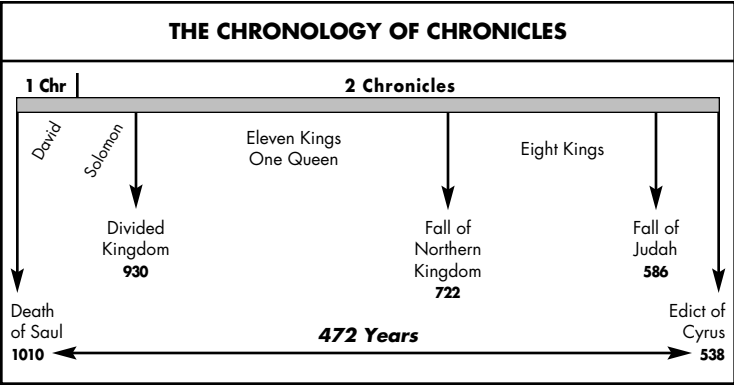 THE CHRONOLOGY OF CHRONICLES
1 Chr
2 Chronicles
David
Solomon
Eleven Kings
One Queen
Eight Kings
Divided
Kingdom
930
Fall of
Northern
Kingdom
722
Fall of
Judah
586
Death
of Saul
1010
472 Years
Edict of
Cyrus
538